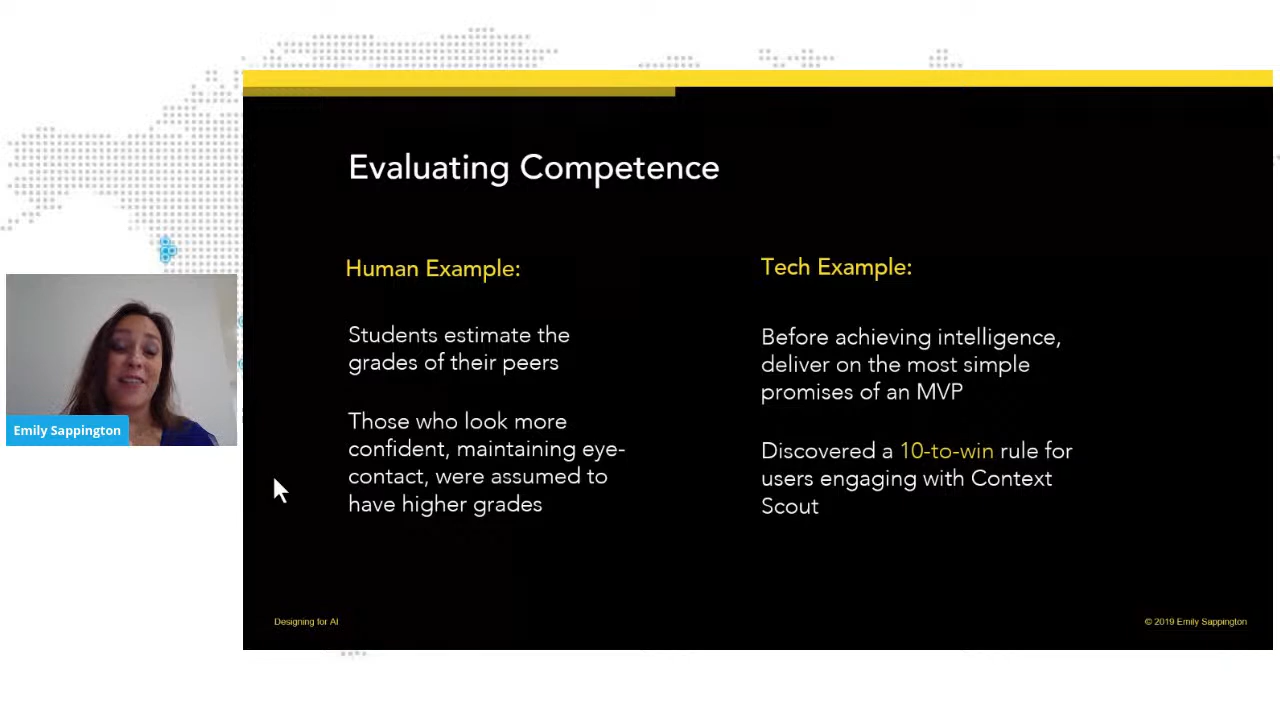 Evaluating Competence
Human Example:
Students estimate the
grades of their peers
Those who look more
confident, maintaining eye-
contact, were assumed to
have higher grades
Tech Example:
Before achieving intelligence,
deliver on the most simple
promises of an MVP
Discovered a 10-to-win rule for
users engaging with Context
Scout
Emily Sappington
Designing for AI
© 2019 Emily Sappington